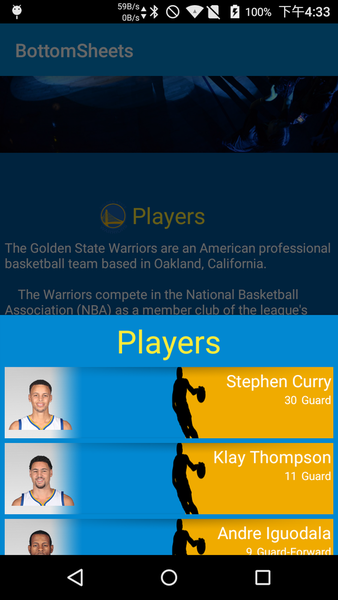 59B/s
0B/s
100%
下午4:33
BottomSheets
Players
The Golden State Warriors are an American professional
basketball team based in Oakland, California.
The Warriors compete in the National Basketball
Association (NBA) as a member club of the league's
Players
Stephen Curry
30 Guard
Klay Thompson
11 Guard
Andre Iguodala
9 Guard-Forward